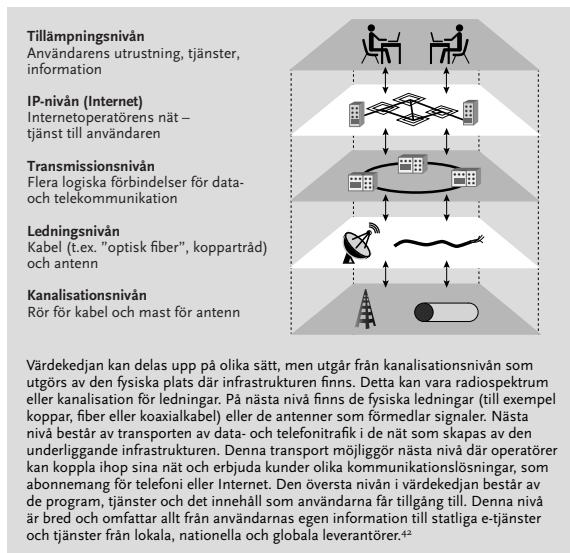 Tillämpningsnivån
Användarens utrustning, tjänster,
information
IP-nivån (Internet)
Internetoperatörens nät –
tjänst till användaren
Transmissionsnivån
Flera logiska förbindelser för data-
och telekommunikation
Ledningsnivån
Kabel (t.ex. ”optisk fiber”, koppartråd)
och antenn
Kanalisationsnivån
Rör för kabel och mast för antenn
Värdekedjan kan delas upp på olika sätt, men utgår från kanalisationsnivån som
utgörs av den fysiska plats där infrastrukturen finns. Detta kan vara radiospektrum
eller kanalisation för ledningar. På nästa nivå finns de fysiska ledningar (till exempel
koppar, fiber eller koaxialkabel) eller de antenner som förmedlar signaler. Nästa
nivå består av transporten av data- och telefonitrafik i de nät som skapas av den
underliggande infrastrukturen. Denna transport möjliggör nästa nivå där operatörer
kan koppla ihop sina nät och erbjuda kunder olika kommunikationslösningar, som
abonnemang för telefoni eller Internet. Den översta nivån i värdekedjan består av
de program, tjänster och det innehåll som användarna får tillgång till. Denna nivå
är bred och omfattar allt från användarnas egen information till statliga e-tjänster
och tjänster från lokala, nationella och globala leverantörer.⁴²